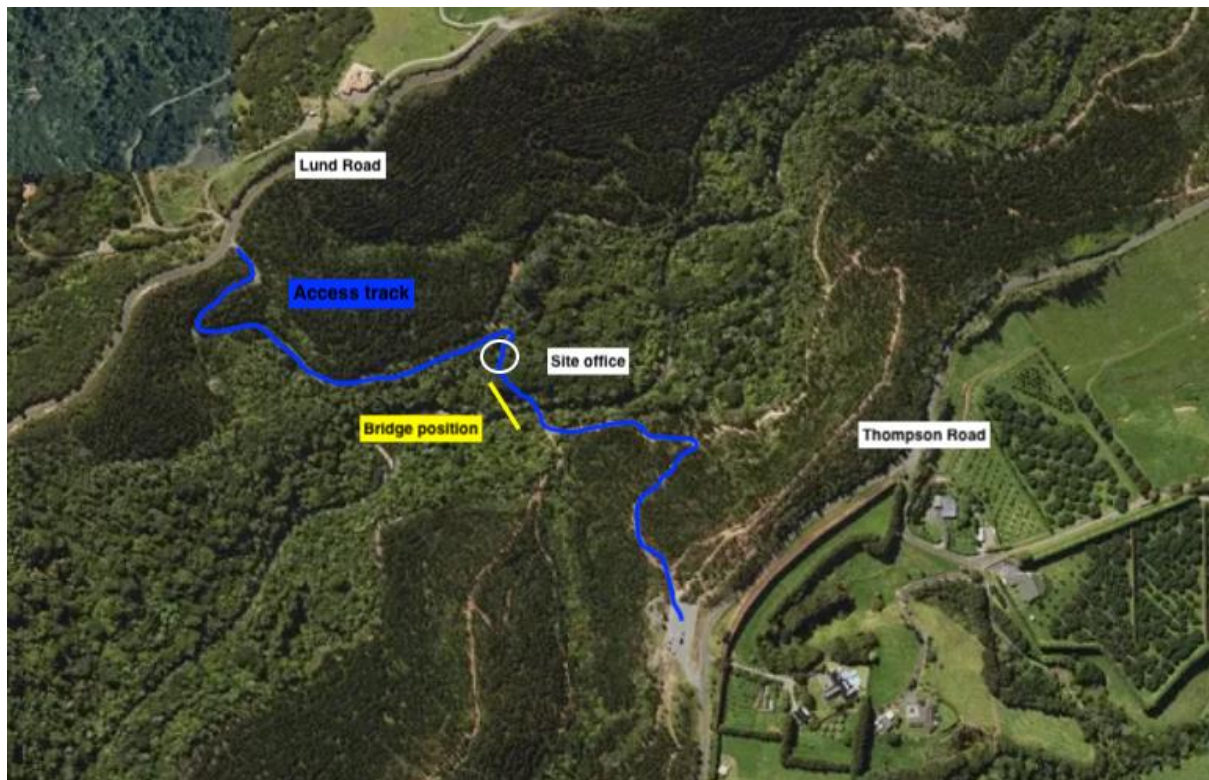 Lund Road
Access track
Site office
Bridge position
Thompson Road